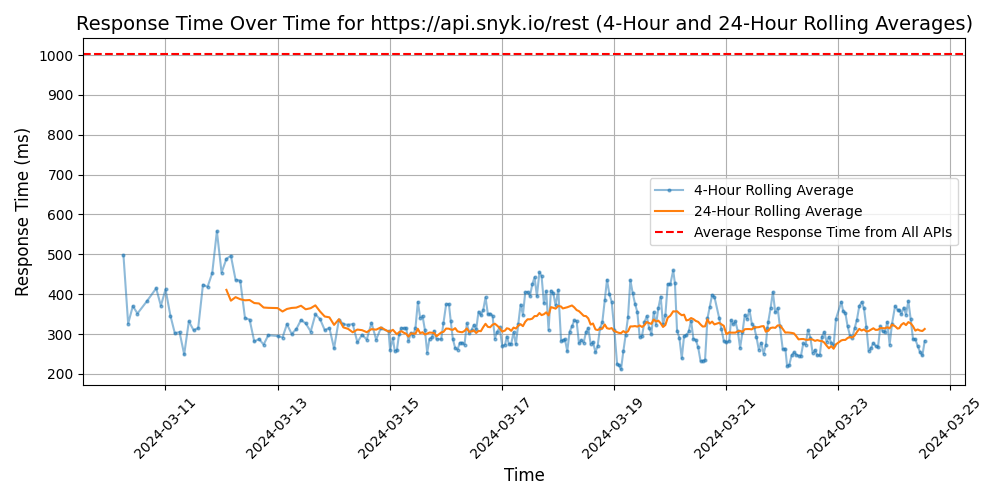 Response Time Over Time for https://api.snyk.io/rest (4-Hour and 24-Hour Rolling Averages)
Response Time (ms)
1000
900
800
700
600
500
400
300
200
4-Hour Rolling Average
24-Hour Rolling Average
Average Response Time from All APIs
2024-03-11
2024-03-13
2024-03-15
2024-03-17
2024-03-19
2024-03-21
2024-03-23
2024-03-25
Time